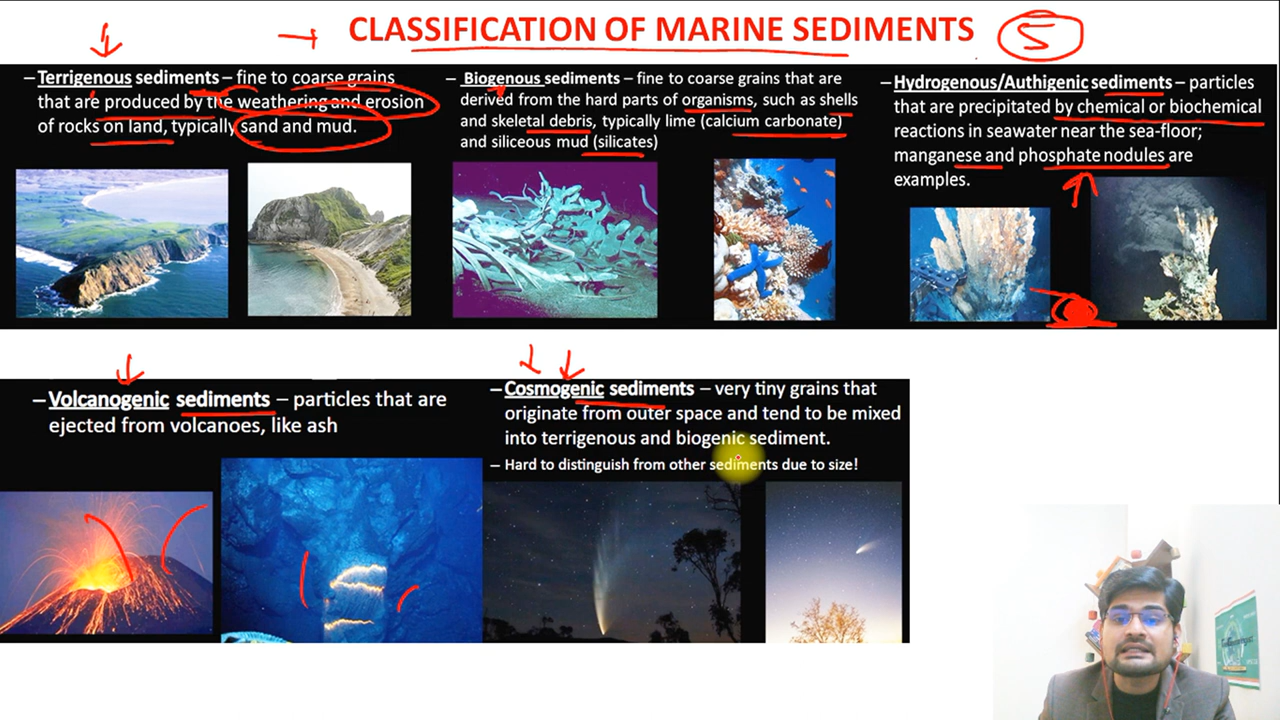 CLASSIFICATION OF MARINE SEDIMENTS
5
– Terrigenous sediments – fine to coarse grains
that are produced by the weathering and erosion
of rocks on land, typically sand and mud.
– Biogenous sediments – fine to coarse grains that are
derived from the hard parts of organisms, such as shells
and skeletal debris, typically lime (calcium carbonate)
and siliceous mud (silicates)
– Hydrogenous/Authigenic sediments – particles
that are precipitated by chemical or biochemical
reactions in seawater near the sea-floor;
manganese and phosphate nodules are
examples.
– Volcanogenic sediments – particles that are
ejected from volcanoes, like ash
– Cosmogenic sediments – very tiny grains that
originate from outer space and tend to be mixed
into terrigenous and biogenic sediment.
– Hard to distinguish from other sediments due to size!